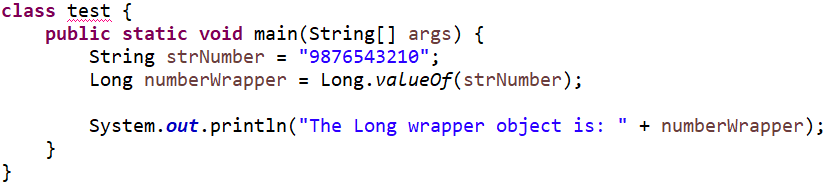 class test {
    public static void main(String[] args) {
        String strNumber = "9876543210";
        Long numberWrapper = Long.valueOf(strNumber);

        System.out.println("The Long wrapper object is: " + numberWrapper);
    }
}